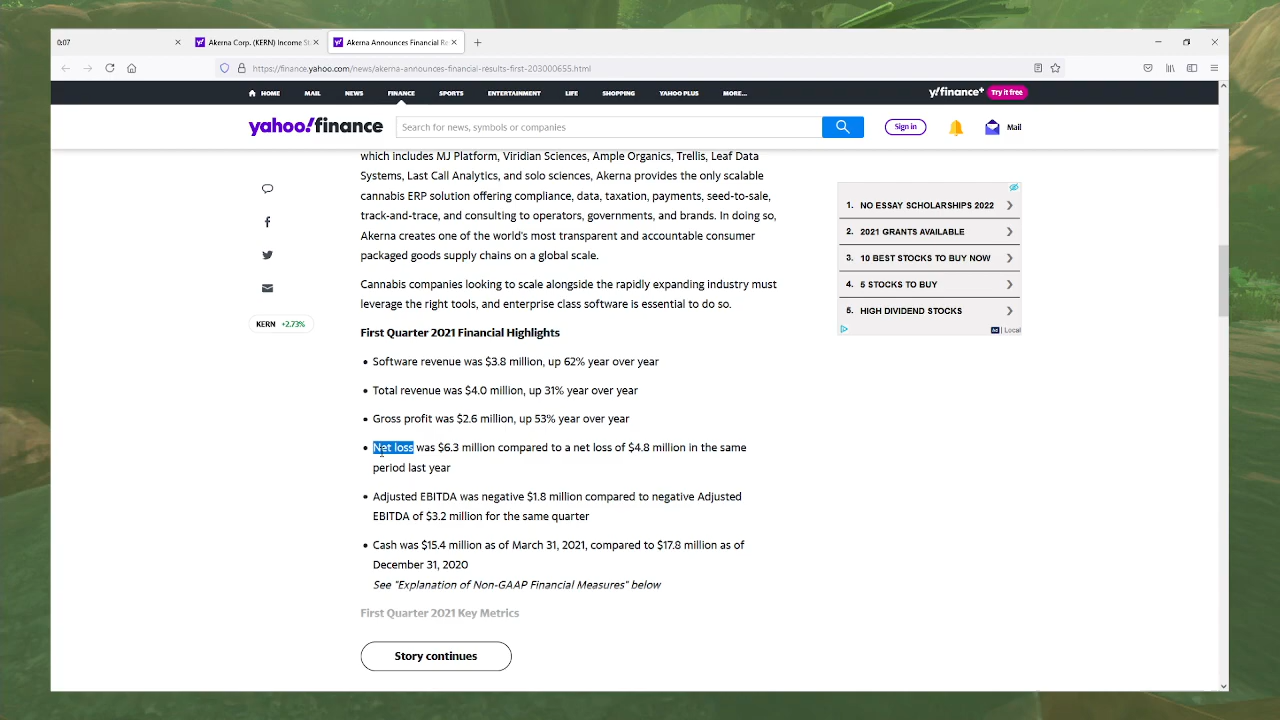 0:07
Akerna Corp. (KERN) Income St
Akerna Announces Financial Re
https://finance.yahoo.com/news/akerna-announces-financial-results-first-203000655.html
HOME MAIL NEWS FINANCE SPORTS ENTERTAINMENT LIFE SHOPPING YAHOO PLUS MORE...
y!finance+ Try it free
yahoo!finance
Search for news, symbols or companies
Sign in
Mail
which includes MJ Platform, Viridian Sciences, Ample Organics, Trellis, Leaf Data
Systems, Last Call Analytics, and solo sciences, Akerna provides the only scalable
cannabis ERP solution offering compliance, data, taxation, payments, seed-to-sale,
track-and-trace, and consulting to operators, governments, and brands. In doing so,
Akerna creates one of the world's most transparent and accountable consumer
packaged goods supply chains on a global scale.
Cannabis companies looking to scale alongside the rapidly expanding industry must
leverage the right tools, and enterprise class software is essential to do so.
KERN +2.73%
First Quarter 2021 Financial Highlights
• Software revenue was $3.8 million, up 62% year over year
• Total revenue was $4.0 million, up 31% year over year
• Gross profit was $2.6 million, up 53% year over year
• Net loss was $6.3 million compared to a net loss of $4.8 million in the same
period last year
• Adjusted EBITDA was negative $1.8 million compared to negative Adjusted
EBITDA of $3.2 million for the same quarter
• Cash was $15.4 million as of March 31, 2021, compared to $17.8 million as of
December 31, 2020
See "Explanation of Non-GAAP Financial Measures" below
First Quarter 2021 Key Metrics
Story continues
1. NO ESSAY SCHOLARSHIPS 2022
2. 2021 GRANTS AVAILABLE
3. 10 BEST STOCKS TO BUY NOW
4. 5 STOCKS TO BUY
5. HIGH DIVIDEND STOCKS
Ad | Local